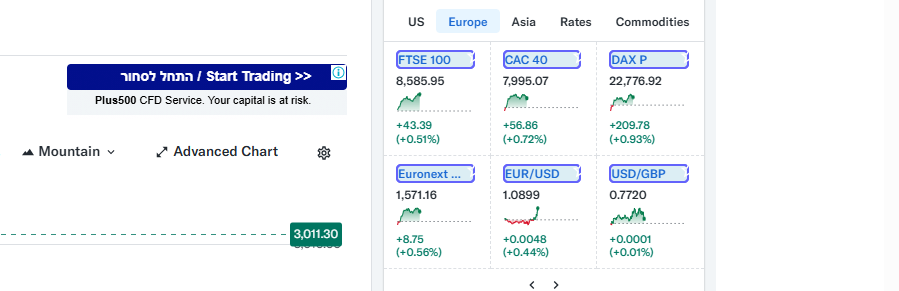 US Europe Asia Rates Commodities
התחל לסחור / Start Trading >>
Plus500 CFD Service. Your capital is at risk.
Mountain Advanced Chart
3,011.30
FTSE 100 CAC 40 DAX P
8,585.95 7,995.07 22,776.92
+43.39 +56.86 +209.78
(+0.51%) (+0.72%) (+0.93%)
Euronext ... EUR/USD USD/GBP
1,571.16 1.0899 0.7720
+8.75 +0.0048 +0.0001
(+0.56%) (+0.44%) (+0.01%)